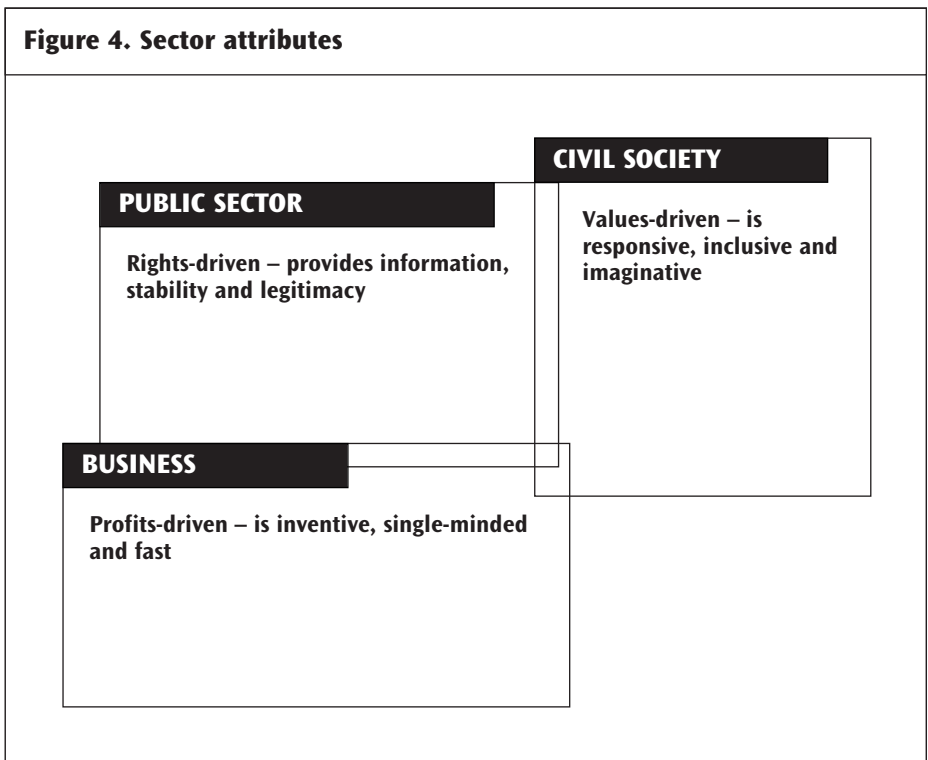 Figure 4. Sector attributes
CIVIL SOCIETY
Values-driven – is
responsive, inclusive and
imaginative
PUBLIC SECTOR
Rights-driven – provides information,
stability and legitimacy
BUSINESS
Profits-driven – is inventive, single-minded
and fast